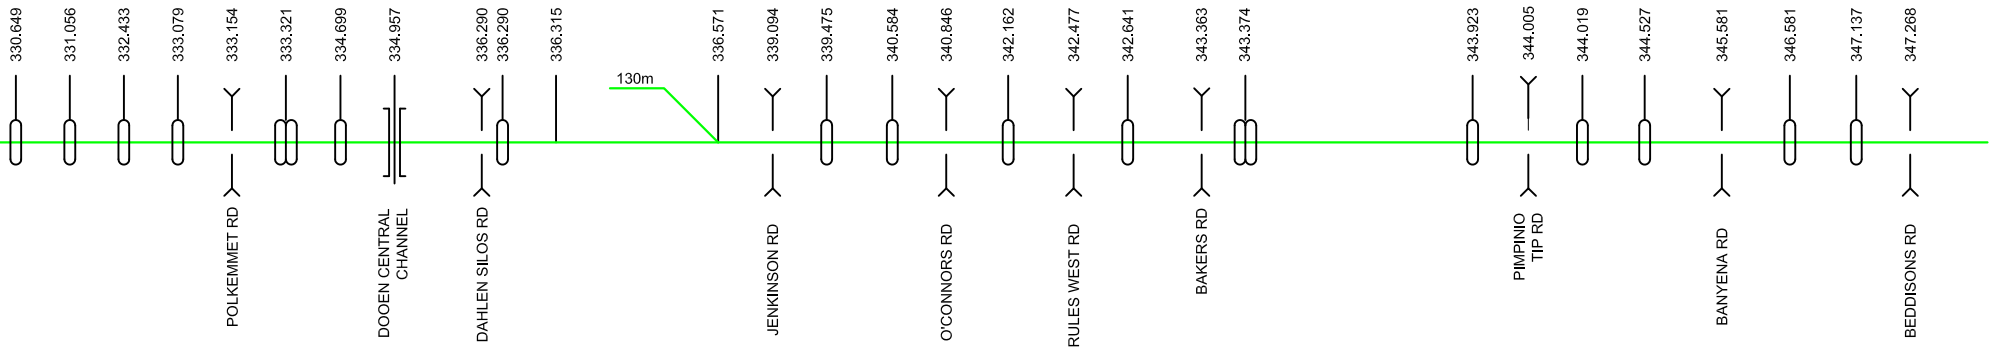 330.649
331.056
332.433
333.079
333.154
333.321
334.699
334.957
336.290
336.290
336.315
336.571
339.094
339.475
340.584
340.846
342.162
342.477
342.641
343.363
343.374
343.923
344.005
344.019
344.527
345.581
346.581
347.137
347.268
130m
POLKEMMET RD
DOOEN CENTRAL
CHANNEL
DAHLEN SILOS RD
JENKINSON RD
O'CONNORS RD
RULES WEST RD
BAKERS RD
PIMPINIO
TIP RD
BANYENA RD
BEDDISONS RD